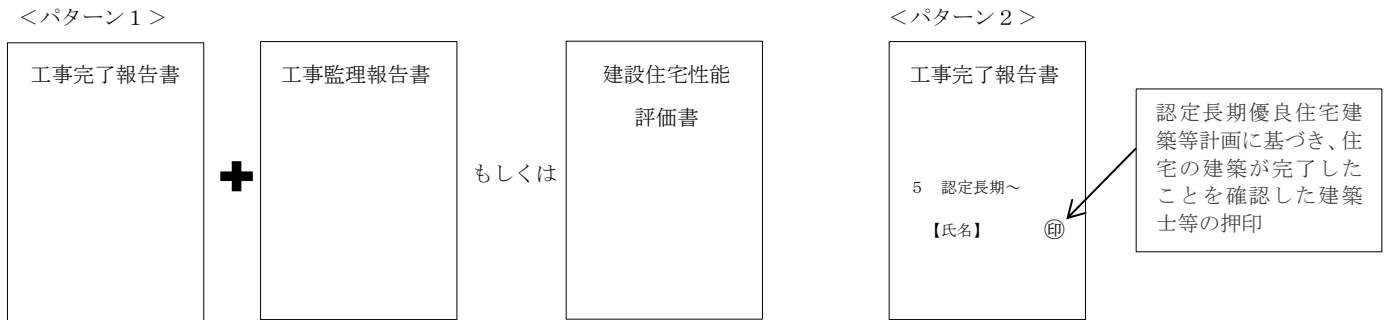 ＜パターン１＞
工事完了報告書
工事監理報告書
もしくは
建設住宅性能
評価書
＜パターン２＞
工事完了報告書
５　認定長期～
【氏名】　㊞
認定長期優良住宅建
築等計画に基づき、住
宅の建築が完了した
ことを確認した建築
士等の押印